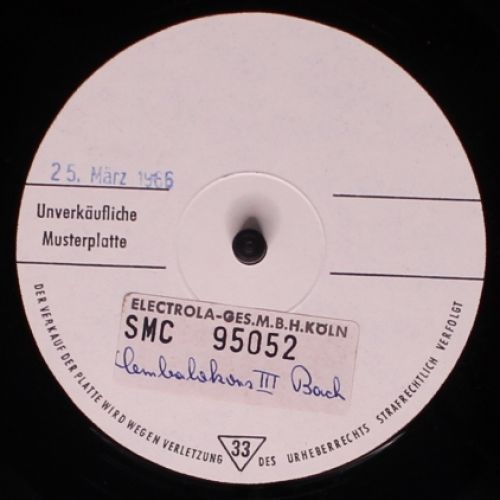 25. März 1966
Unverkäufliche
Musterplatte
ELECTROLA-GES.M.B.H.KÖLN
SMC 95052
Cembalokons III Bach
DER VERKAUF DER PLATTE WIRD WEGEN VERLETZUNG DES URHEBERRECHTS STRAFRECHTLICH VERFOLGT
33